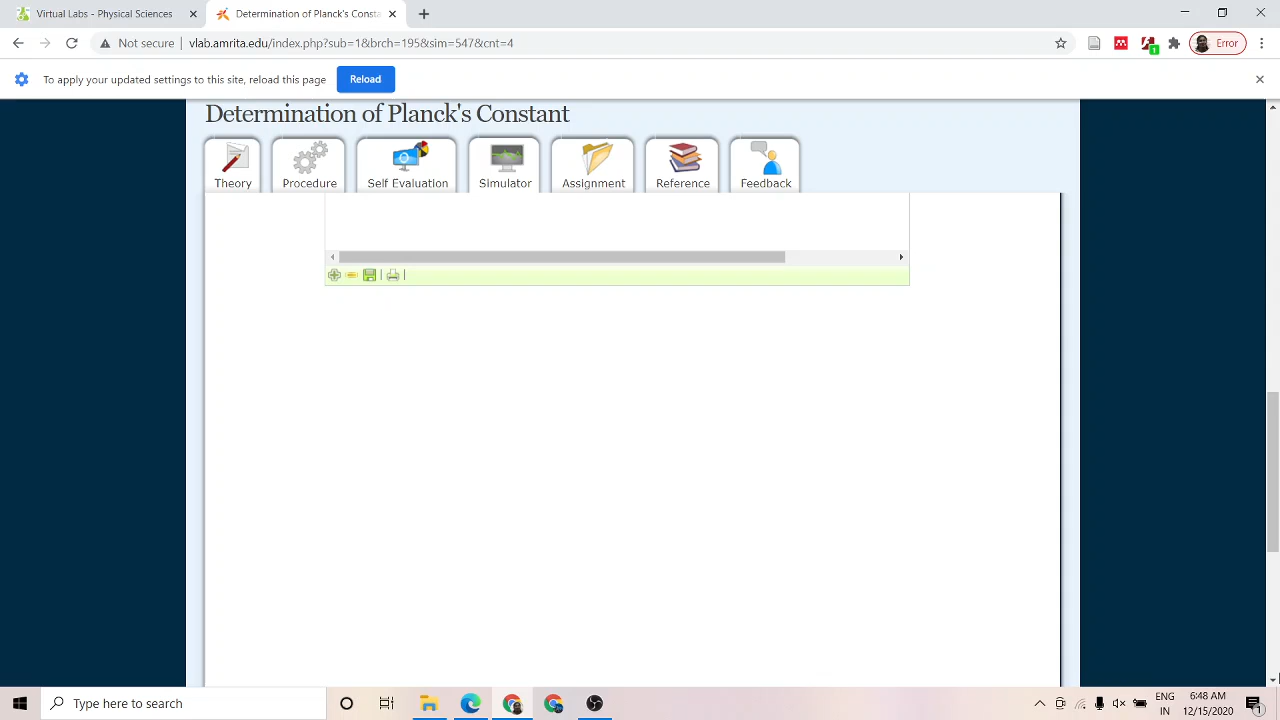 Virtual Labs - Physical Sciences
Determination of Planck's Consta
Not secure
vlab.amrita.edu/index.php?sub=1&brch=195&sim=547&cnt=4
1
Error
To apply your updated settings to this site, reload this page
Reload
Determination of Planck's Constant
Theory
Procedure
Self Evaluation
Simulator
Assignment
Reference
Feedback
Type here to search
ENG
IN
6:48 AM
12/15/2020
1